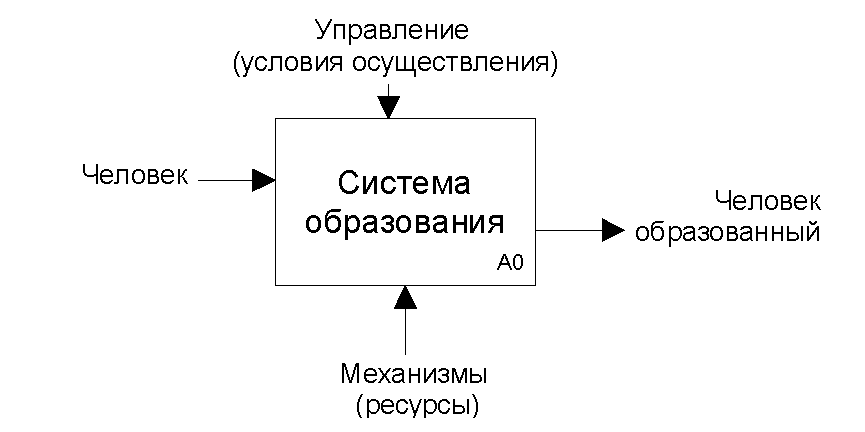 Управление
(условия осуществления)
Человек
Система
образования
A0
Человек
образованный
Механизмы
(ресурсы)